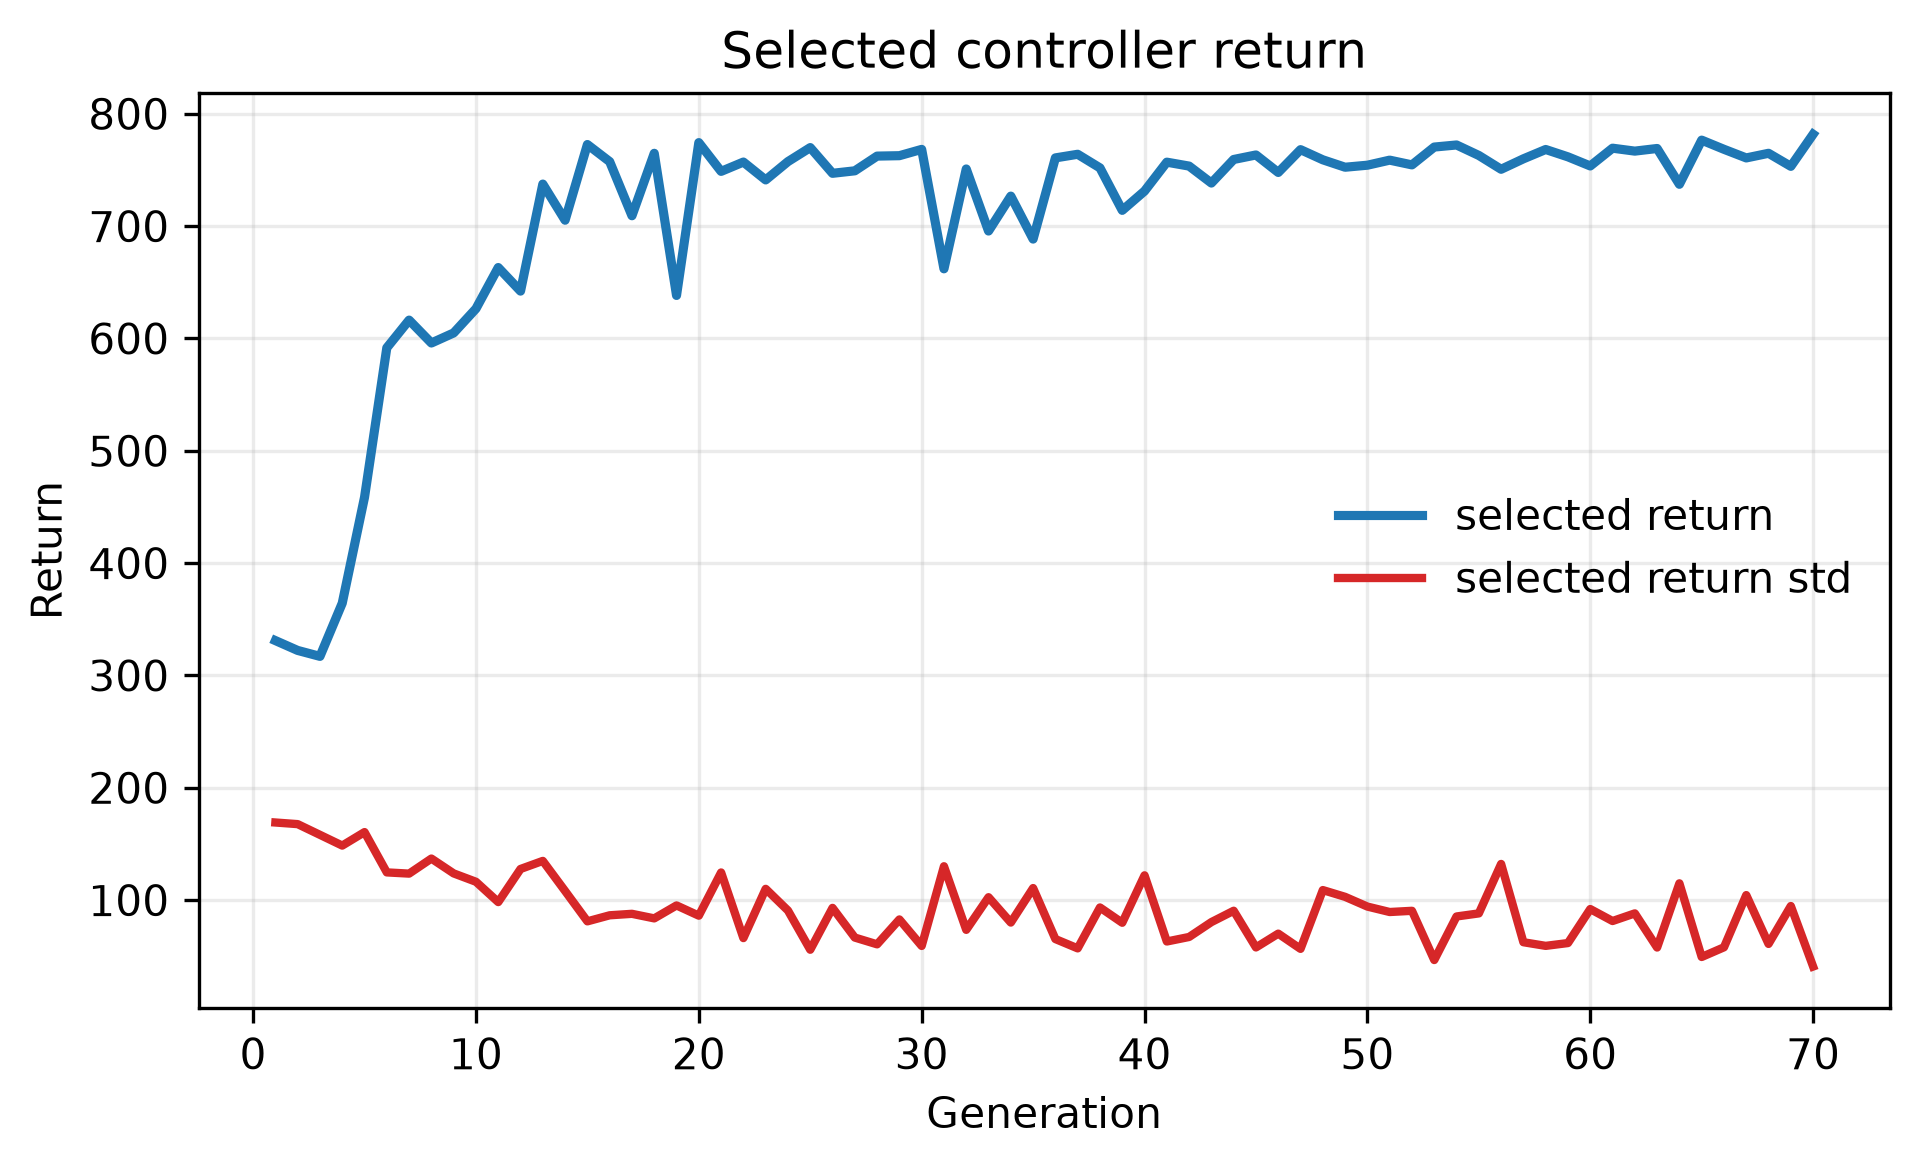 Selected controller return
800
700
600
500
400
300
200
100
Return
selected return
selected return std
0 10 20 30 40 50 60 70
Generation